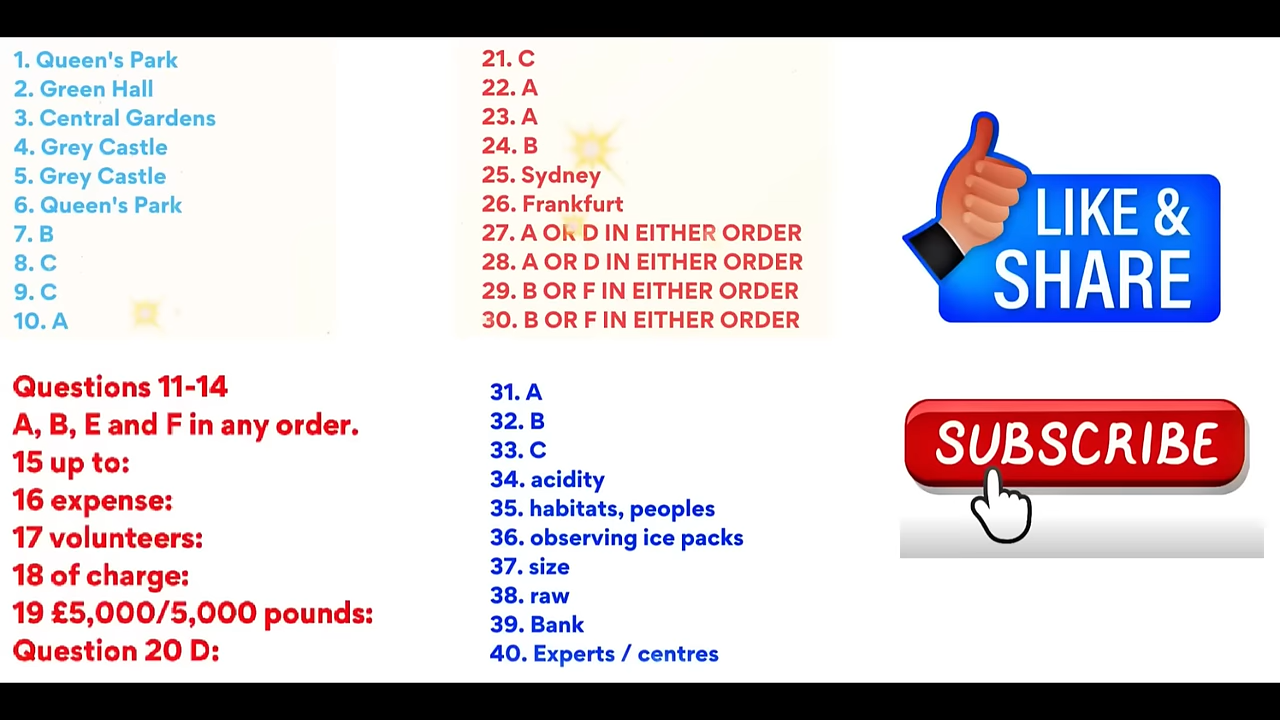 1. Queen's Park
2. Green Hall
3. Central Gardens
4. Grey Castle
5. Grey Castle
6. Queen's Park
7. B
8. C
9. C
10. A
Questions 11-14
A, B, E and F in any order.
15 up to:
16 expense:
17 volunteers:
18 of charge:
19 £5,000/5,000 pounds:
Question 20 D:
21. C
22. A
23. A
24. B
25. Sydney
26. Frankfurt
27. A OR D IN EITHER ORDER
28. A OR D IN EITHER ORDER
29. B OR F IN EITHER ORDER
30. B OR F IN EITHER ORDER
31. A
32. B
33. C
34. acidity
35. habitats, peoples
36. observing ice packs
37. size
38. raw
39. Bank
40. Experts / centres
LIKE &
SHARE
SUBSCRIBE